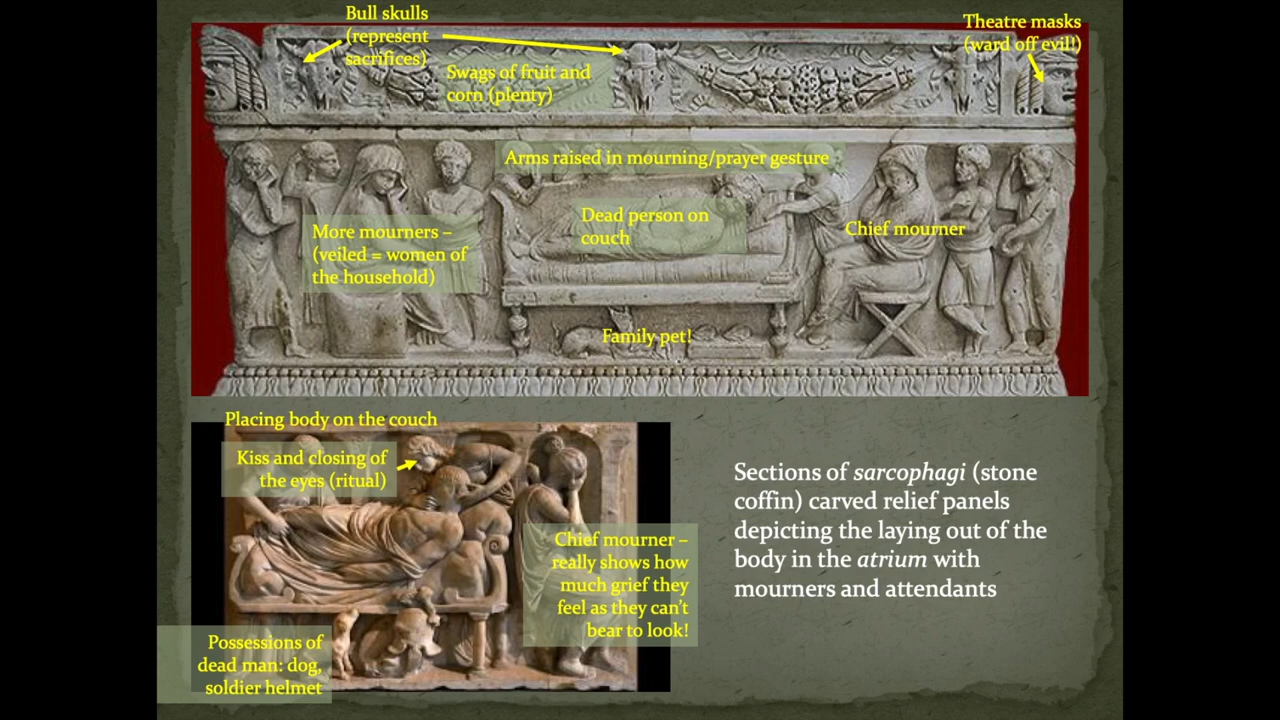 Bull skulls
(represent
sacrifices)
Theatre masks
(ward off evil!)
Swags of fruit and
corn (plenty)
Arms raised in mourning/prayer gesture
Dead person on
couch
Chief mourner
More mourners –
(veiled = women of
the household)
Family pet!
Placing body on the couch
Kiss and closing of
the eyes (ritual)
Chief mourner –
really shows how
much grief they
feel as they can't
bear to look!
Possessions of
dead man: dog,
soldier helmet
Sections of sarcophagi (stone
coffin) carved relief panels
depicting the laying out of the
body in the atrium with
mourners and attendants